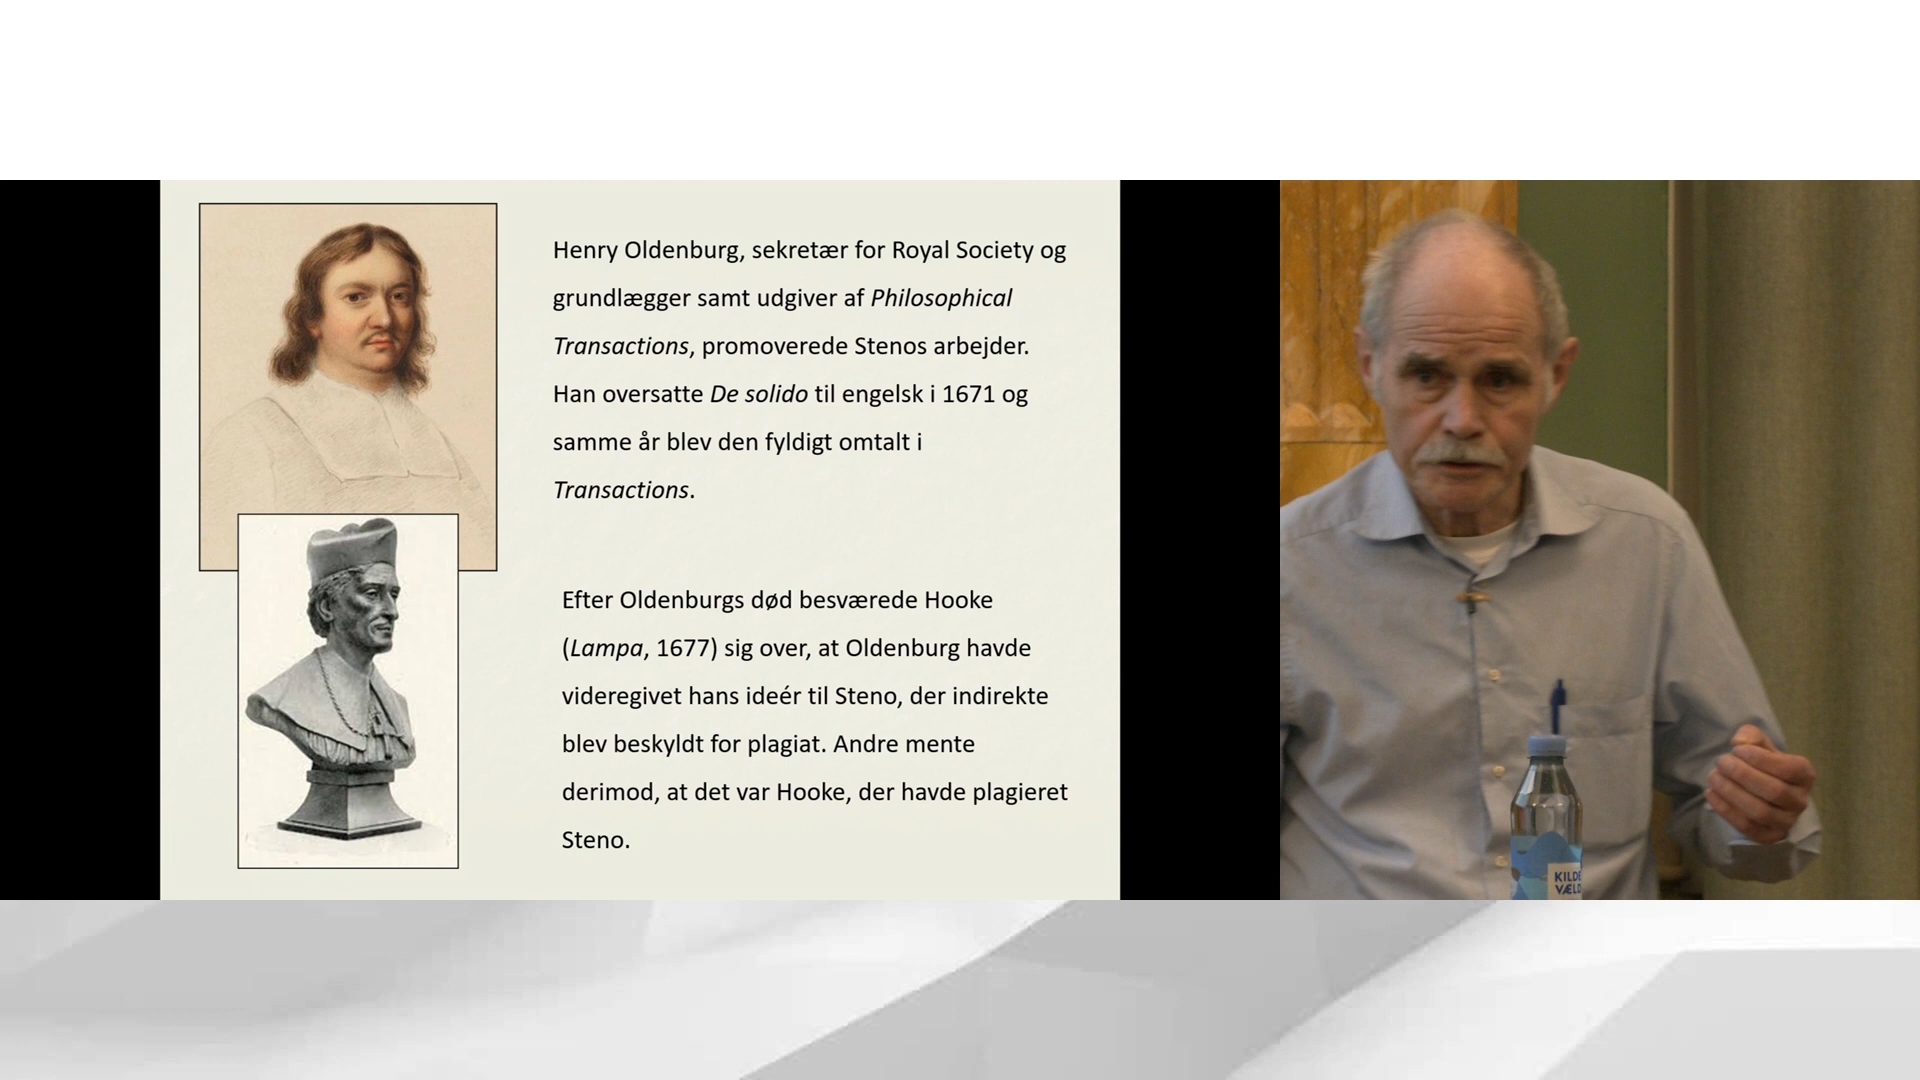 Henry Oldenburg, sekretær for Royal Society og
grundlægger samt udgiver af Philosophical
Transactions, promoverede Stenos arbejder.
Han oversatte De solido til engelsk i 1671 og
samme år blev den fyldigt omtalt i
Transactions.
Efter Oldenburgs død besværede Hooke
(Lampa, 1677) sig over, at Oldenburg havde
videregivet hans ideér til Steno, der indirekte
blev beskyldt for plagiat. Andre mente
derimod, at det var Hooke, der havde plagieret
Steno.
KILDE
VÆLD